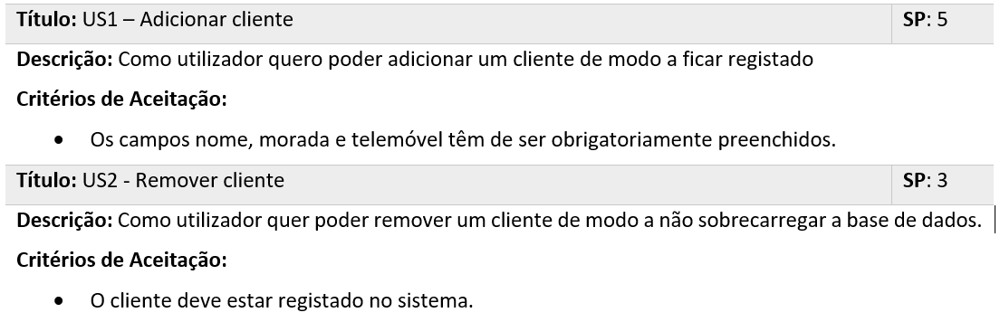 Título: US1 – Adicionar cliente SP: 5
Descrição: Como utilizador quero poder adicionar um cliente de modo a ficar registado
Critérios de Aceitação:
• Os campos nome, morada e telemóvel têm de ser obrigatoriamente preenchidos.
Título: US2 - Remover cliente SP: 3
Descrição: Como utilizador quer poder remover um cliente de modo a não sobrecarregar a base de dados.
Critérios de Aceitação:
• O cliente deve estar registado no sistema.